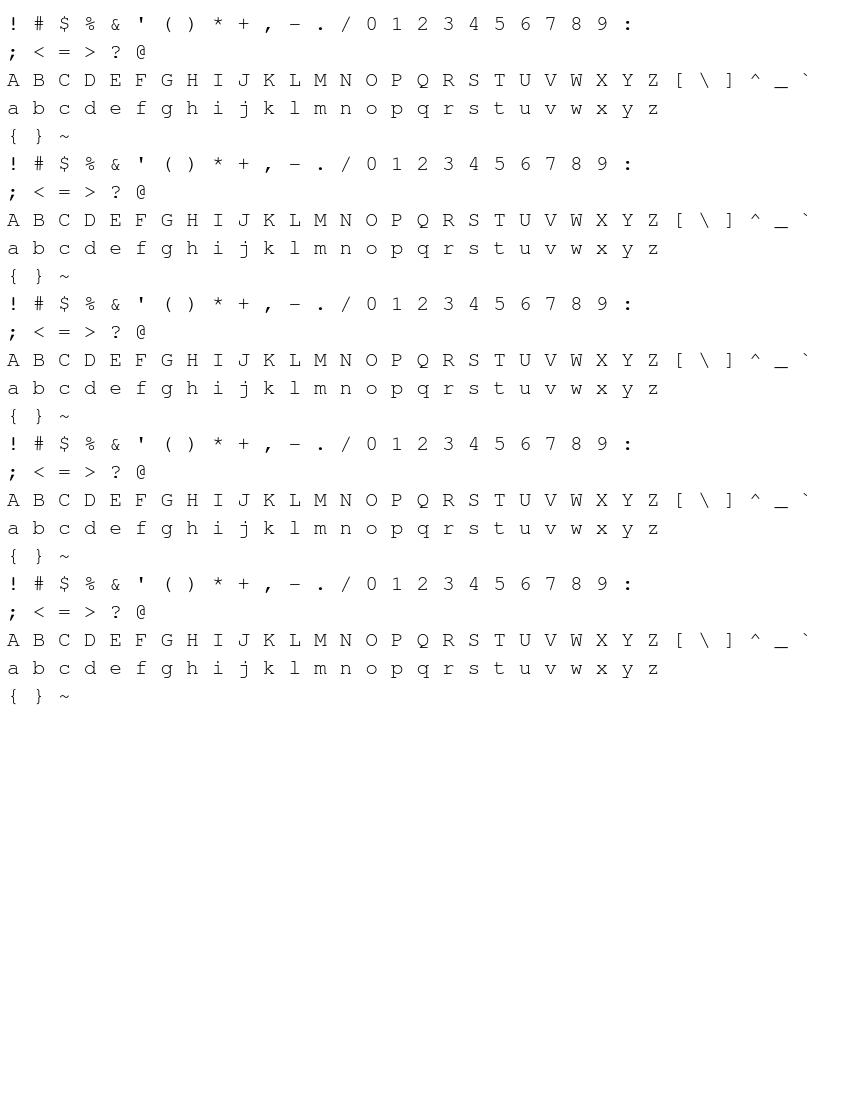 ! # $ % & ' ( ) * + , - . / 0 1 2 3 4 5 6 7 8 9 :
; < = > ? @
A B C D E F G H I J K L M N O P Q R S T U V W X Y Z [ \ ] ^ _ `
a b c d e f g h i j k l m n o p q r s t u v w x y z
{ } ~
! # $ % & ' ( ) * + , - . / 0 1 2 3 4 5 6 7 8 9 :
; < = > ? @
A B C D E F G H I J K L M N O P Q R S T U V W X Y Z [ \ ] ^ _ `
a b c d e f g h i j k l m n o p q r s t u v w x y z
{ } ~
! # $ % & ' ( ) * + , - . / 0 1 2 3 4 5 6 7 8 9 :
; < = > ? @
A B C D E F G H I J K L M N O P Q R S T U V W X Y Z [ \ ] ^ _ `
a b c d e f g h i j k l m n o p q r s t u v w x y z
{ } ~
! # $ % & ' ( ) * + , - . / 0 1 2 3 4 5 6 7 8 9 :
; < = > ? @
A B C D E F G H I J K L M N O P Q R S T U V W X Y Z [ \ ] ^ _ `
a b c d e f g h i j k l m n o p q r s t u v w x y z
{ } ~
! # $ % & ' ( ) * + , - . / 0 1 2 3 4 5 6 7 8 9 :
; < = > ? @
A B C D E F G H I J K L M N O P Q R S T U V W X Y Z [ \ ] ^ _ `
a b c d e f g h i j k l m n o p q r s t u v w x y z
{ } ~